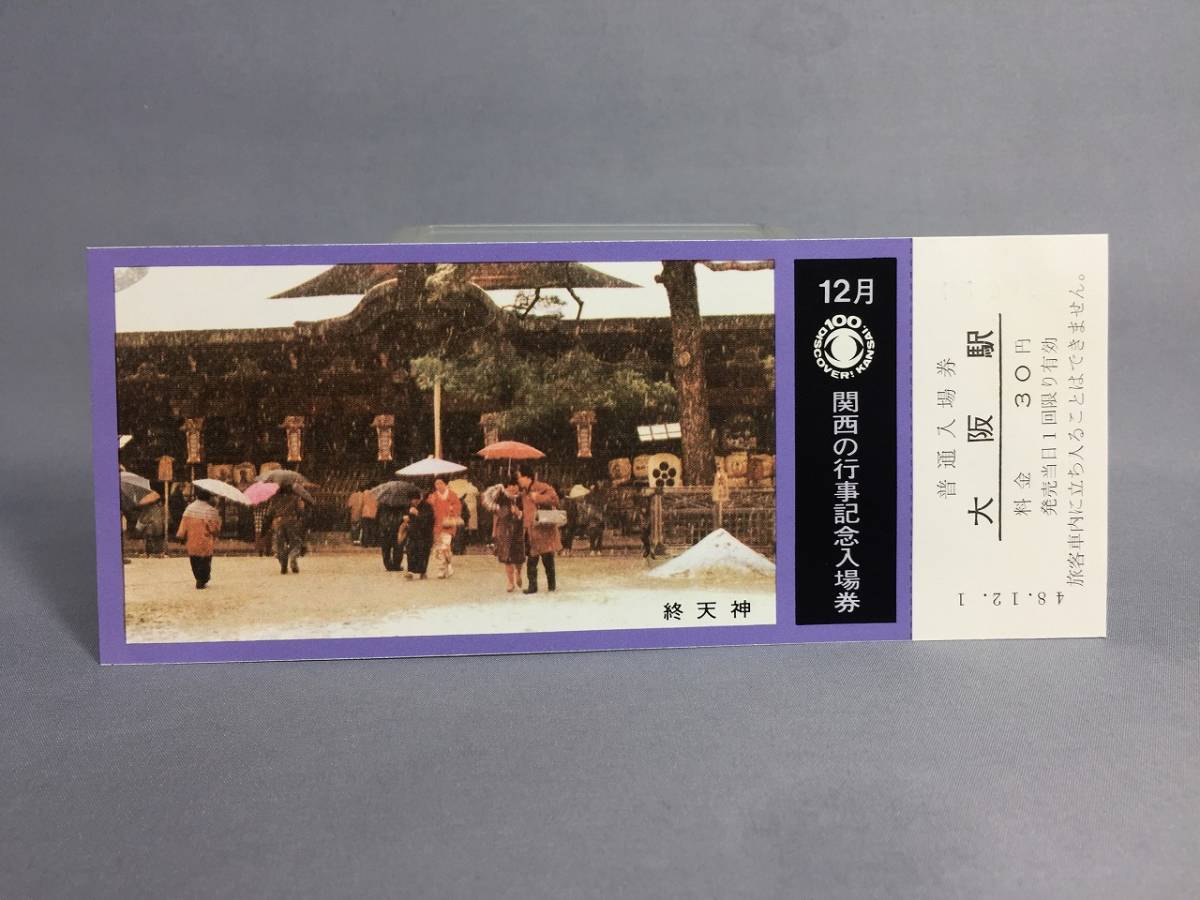 12月
100
DISCOVER! KANSAI.
関西の行事記念入場券
終天神
普通入場券
大阪駅
料金 30円
発売当日1回限り有効
旅客車内に立ち入ることはできません。
48.12.1